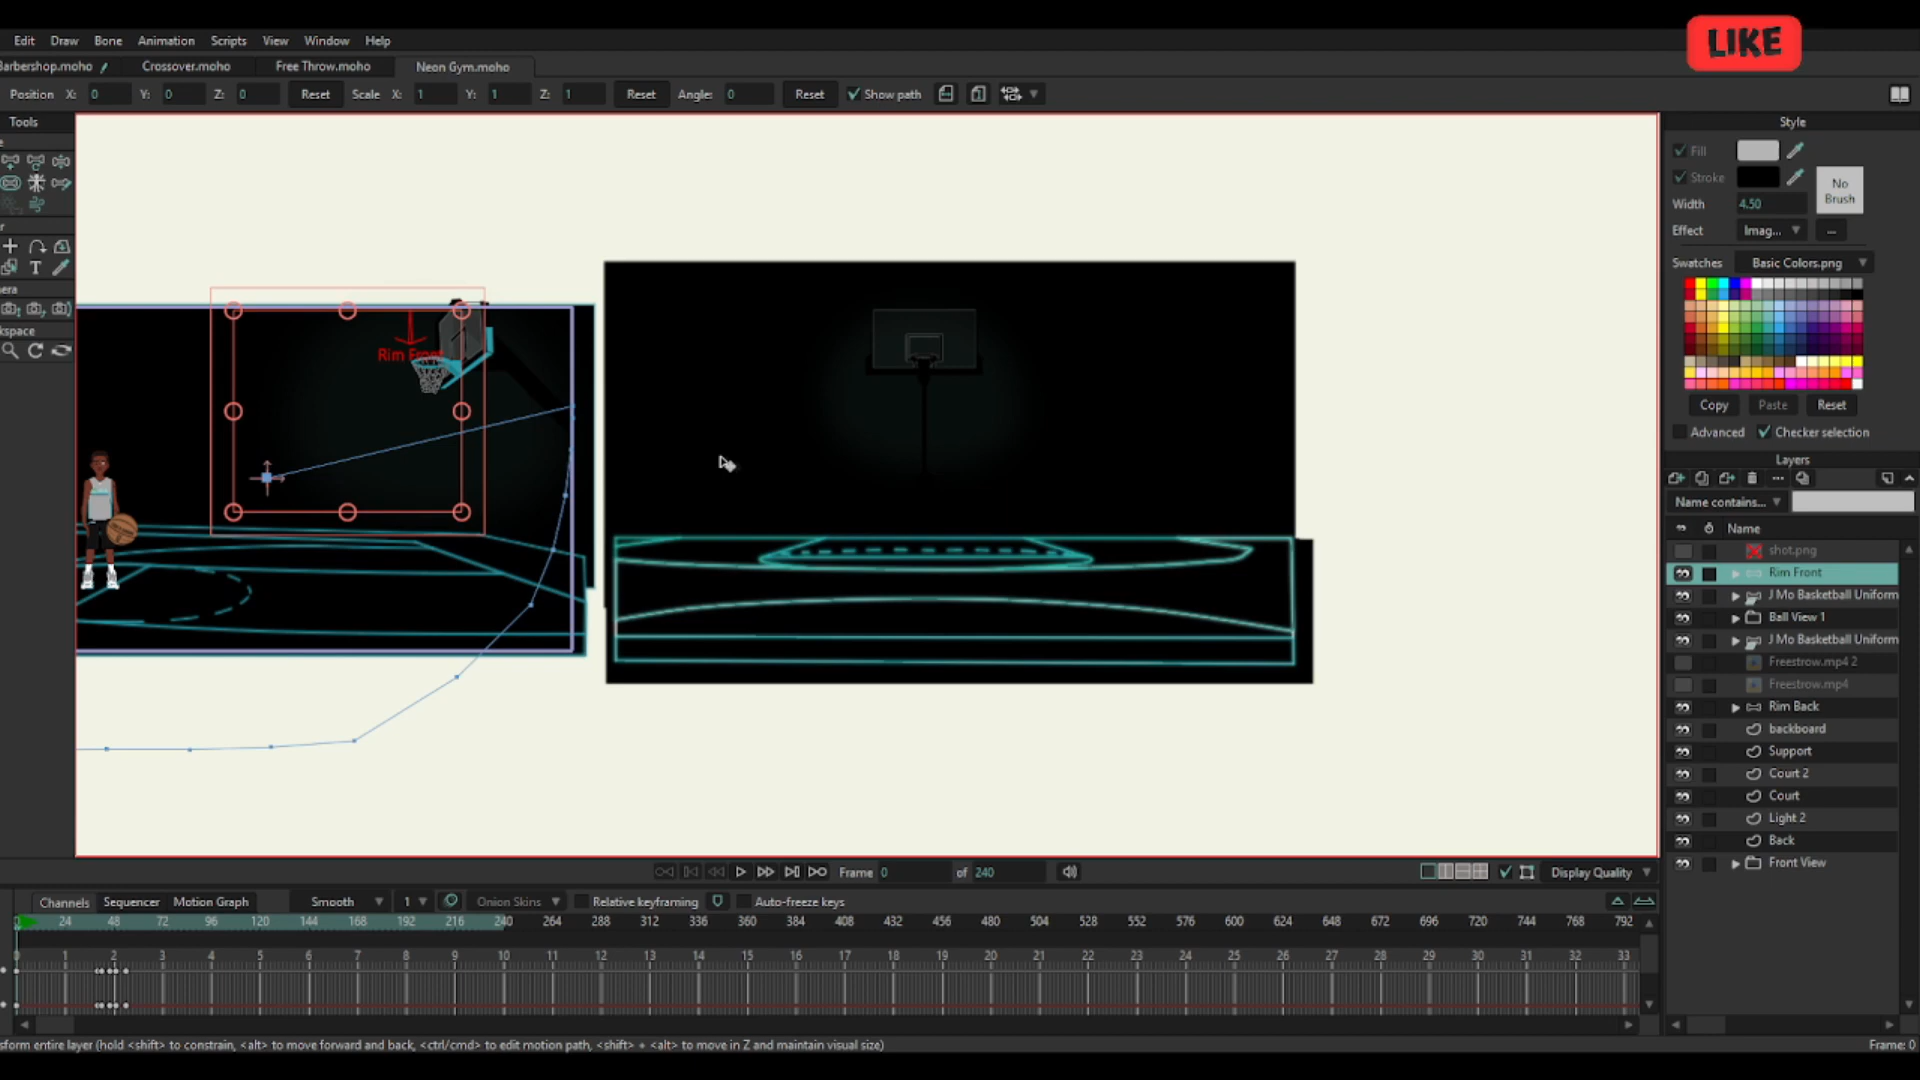 LIKE
Edit Draw Bone Animation Scripts View Window Help
Barbershop.moho Crossover.moho Free Throw.moho Neon Gym.moho
Position X: 0 Y: 0 Z: 0 Reset Scale X: 1 Y: 1 Z: 1 Reset Angle: 0 Reset Show path
Tools
Style
Fill
Stroke
No Brush
Width 4.50
Effect Imag... ...
Swatches Basic Colors.png
Copy Paste Reset
Advanced Checker selection
Layers
Name contains...
Name
shot.png
Rim Front
J Mo Basketball Uniform
Ball View 1
J Mo Basketball Uniform
Freestrow.mp4 2
Freestrow.mp4
Rim Back
backboard
Support
Court 2
Court
Light 2
Back
Front View
Rim Front
Frame 0 of 240 Display Quality
Channels Sequencer Motion Graph Smooth 1 Onion Skins Relative keyframing Auto-freeze keys
0 24 48 72 96 120 144 168 192 216 240 264 288 312 336 360 384 408 432 456 480 504 528 552 576 600 624 648 672 696 720 744 768 792
0 1 2 3 4 5 6 7 8 9 10 11 12 13 14 15 16 17 18 19 20 21 22 23 24 25 26 27 28 29 30 31 32 33
sform entire layer (hold <shift> to constrain, <alt> to move forward and back, <ctrl/cmd> to edit motion path, <shift> + <alt> to move in Z and maintain visual size) Frame: 0